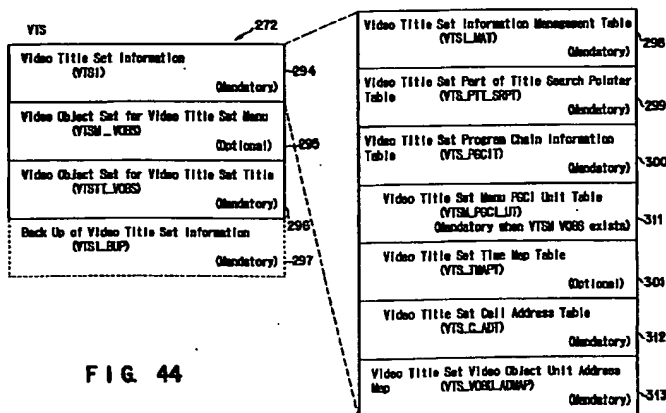 VTS
272
Video Title Set Information
(VTSI)
(Mandatory)
294
Video Object Set for Video Title Set Menu
(VTSM_VOBS)
(Optional)
295
Video Object Set for Video Title Set Title
(VTSTT_VOBS)
(Mandatory)
296
Back Up of Video Title Set Information
(VTSI_BUP)
(Mandatory)
297
Video Title Set Information Management Table
(VTSI_MAT)
(Mandatory)
298
Video Title Set Part of Title Search Pointer
Table (VTS_PTT_SRPT)
(Mandatory)
299
Video Title Set Program Chain Information
Table (VTS_PGCIT)
(Mandatory)
300
Video Title Set Menu PGCI Unit Table
(VTSM_PGCI_UT)
(Mandatory when VTSM VOBS exists)
311
Video Title Set Time Map Table
(VTS_TMAPT)
(Optional)
301
Video Title Set Cell Address Table
(VTS_C_ADT)
(Mandatory)
312
Video Title Set Video Object Unit Address
Map (VTS_VOBU_ADMAP)
(Mandatory)
313
FIG. 44